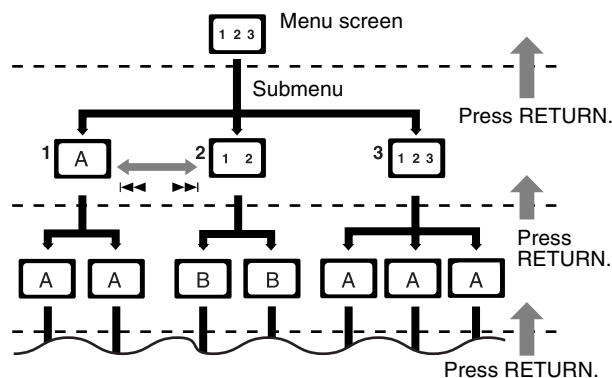 1 2 3 Menu screen
Submenu
Press RETURN.
1 A 2 1 2 3 1 2 3
Press
RETURN.
A A B B A A A
Press RETURN.